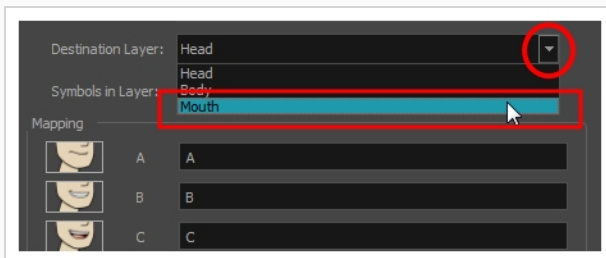 Destination Layer: Head
Head
Symbols in Layer: Body
Mouth
Mapping
A A
B B
C C